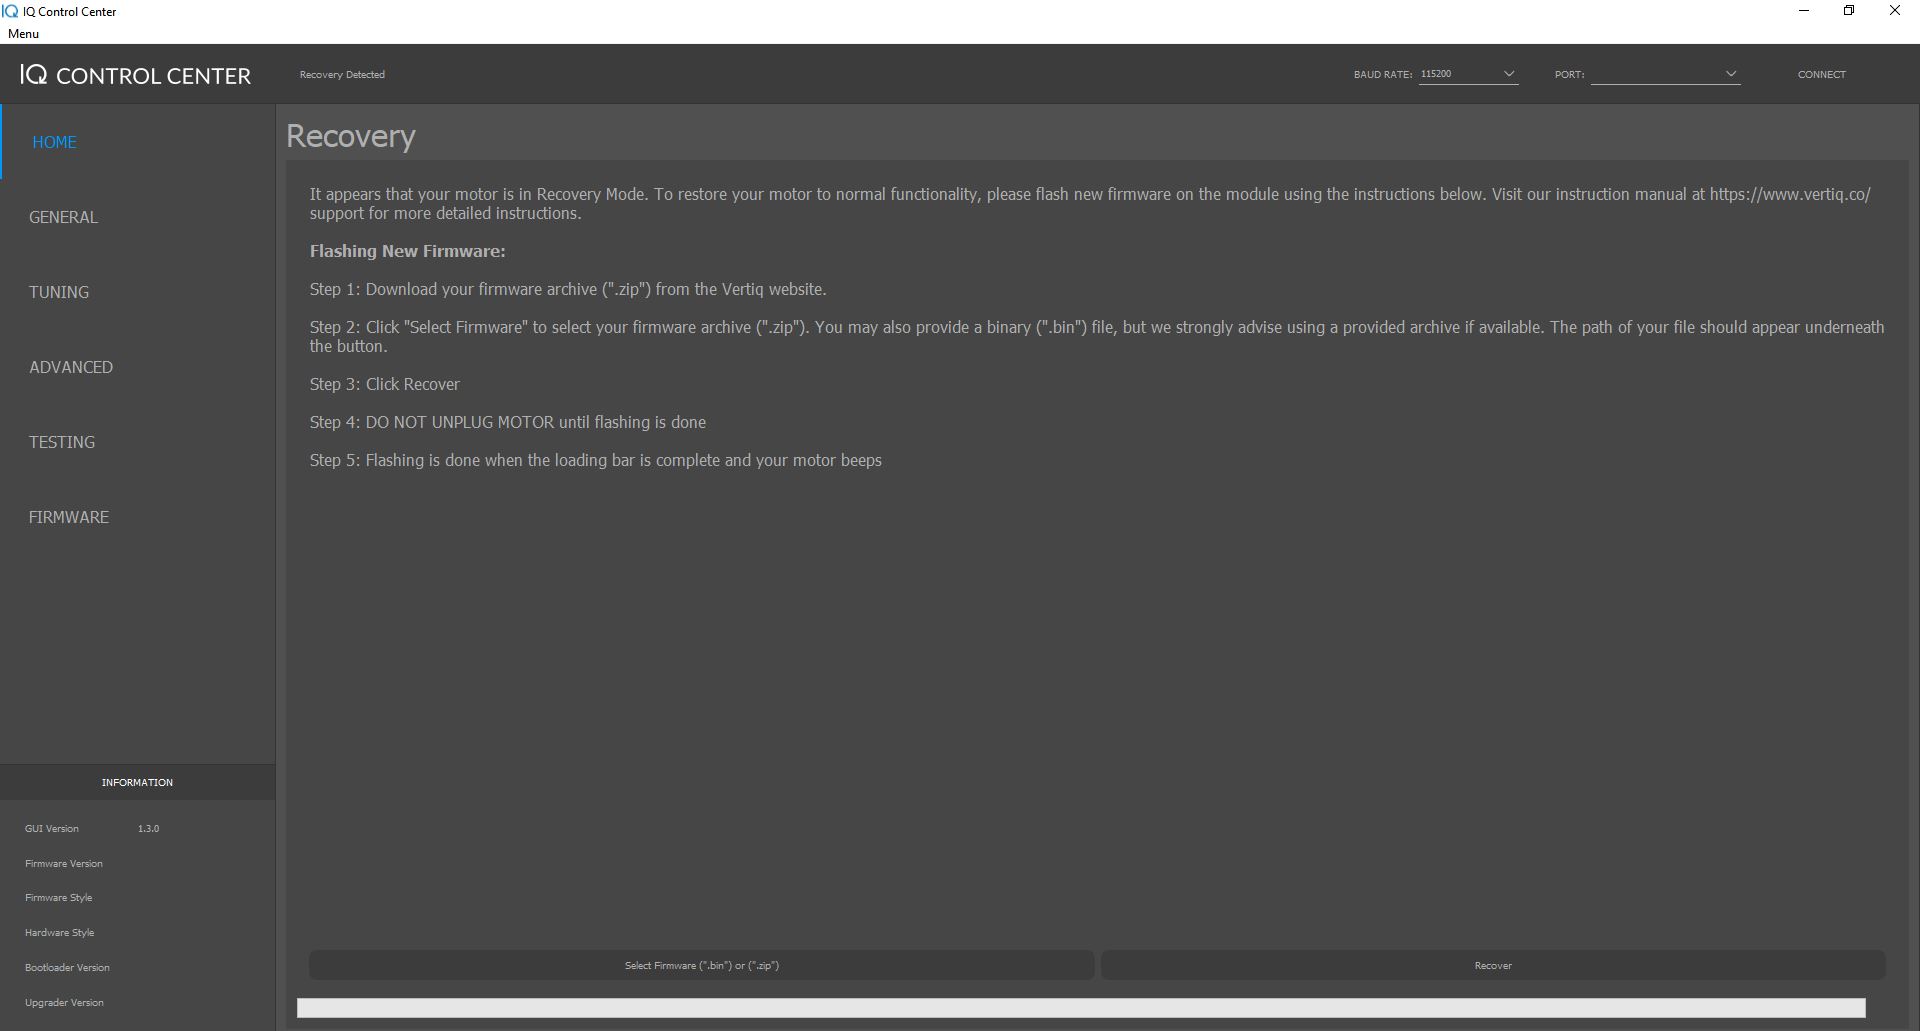 IQ Control Center
Menu
IQ CONTROL CENTER
Recovery Detected
BAUD RATE: 115200
PORT:
CONNECT
HOME
GENERAL
TUNING
ADVANCED
TESTING
FIRMWARE
INFORMATION
GUI Version 1.3.0
Firmware Version
Firmware Style
Hardware Style
Bootloader Version
Upgrader Version
Recovery
It appears that your motor is in Recovery Mode. To restore your motor to normal functionality, please flash new firmware on the module using the instructions below. Visit our instruction manual at https://www.vertiq.co/
support for more detailed instructions.
Flashing New Firmware:
Step 1: Download your firmware archive (".zip") from the Vertiq website.
Step 2: Click "Select Firmware" to select your firmware archive (".zip"). You may also provide a binary (".bin") file, but we strongly advise using a provided archive if available. The path of your file should appear underneath
the button.
Step 3: Click Recover
Step 4: DO NOT UNPLUG MOTOR until flashing is done
Step 5: Flashing is done when the loading bar is complete and your motor beeps
Select Firmware (".bin") or (".zip")
Recover